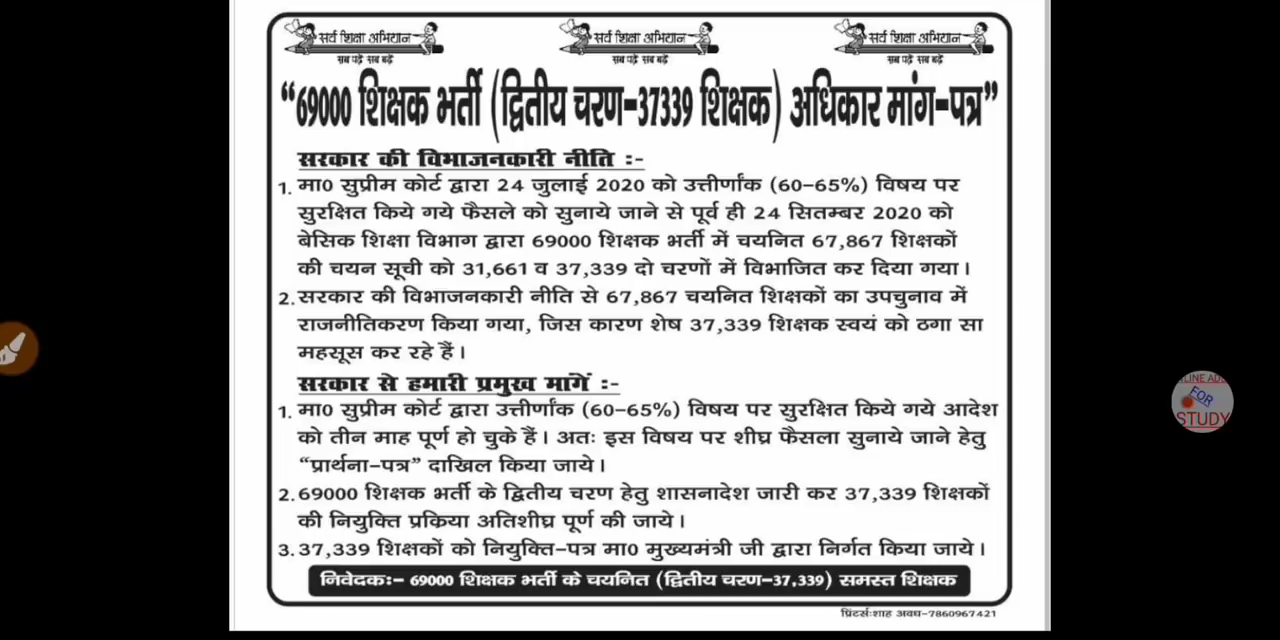 सर्व शिक्षा अभियान सर्व शिक्षा अभियान सर्व शिक्षा अभियान
सब पढ़ें सब बढ़ें सब पढ़ें सब बढ़ें सब पढ़ें सब बढ़ें
“69000 शिक्षक भर्ती (द्वितीय चरण-37339 शिक्षक) अधिकार मांग-पत्र”
सरकार की विभाजनकारी नीति :-
1. मा0 सुप्रीम कोर्ट द्वारा 24 जुलाई 2020 को उत्तीर्णांक (60-65%) विषय पर
सुरक्षित किये गये फैसले को सुनाये जाने से पूर्व ही 24 सितम्बर 2020 को
बेसिक शिक्षा विभाग द्वारा 69000 शिक्षक भर्ती में चयनित 67,867 शिक्षकों
की चयन सूची को 31,661 व 37,339 दो चरणों में विभाजित कर दिया गया।
2. सरकार की विभाजनकारी नीति से 67,867 चयनित शिक्षकों का उपचुनाव में
राजनीतिकरण किया गया, जिस कारण शेष 37,339 शिक्षक स्वयं को ठगा सा
महसूस कर रहे हैं।
सरकार से हमारी प्रमुख मागें :-
1. मा0 सुप्रीम कोर्ट द्वारा उत्तीर्णांक (60-65%) विषय पर सुरक्षित किये गये आदेश
को तीन माह पूर्ण हो चुके हैं। अतः इस विषय पर शीघ्र फैसला सुनाये जाने हेतु
“प्रार्थना-पत्र” दाखिल किया जाये।
2. 69000 शिक्षक भर्ती के द्वितीय चरण हेतु शासनादेश जारी कर 37,339 शिक्षकों
की नियुक्ति प्रक्रिया अतिशीघ्र पूर्ण की जाये।
3. 37,339 शिक्षकों को नियुक्ति-पत्र मा0 मुख्यमंत्री जी द्वारा निर्गत किया जाये।
निवेदकः- 69000 शिक्षक भर्ती के चयनित (द्वितीय चरण-37,339) समस्त शिक्षक
प्रिंटर्सःशाह अवध-7860967421
FOR
STUDY